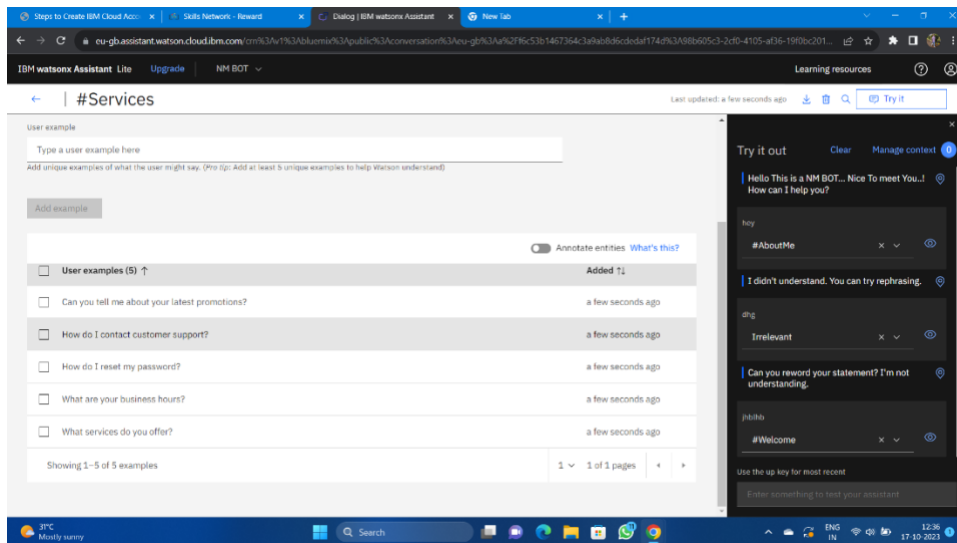 Steps to Create IBM Cloud Acco
Skills Network - Reward
Dialog | IBM watsonx Assistant
New Tab
eu-gb.assistant.watson.cloud.ibm.com/
IBM watsonx Assistant Lite Upgrade NM BOT Learning resources
#Services
Last updated: a few seconds ago Try it
User example
Type a user example here
Add unique examples of what the user might say. (Pro tip: Add at least 5 unique examples to help Watson understand)
Add example
Annotate entities What's this?
User examples (5) Added
Can you tell me about your latest promotions? a few seconds ago
How do I contact customer support? a few seconds ago
How do I reset my password? a few seconds ago
What are your business hours? a few seconds ago
What services do you offer? a few seconds ago
Showing 1–5 of 5 examples 1 1 of 1 pages
Try it out Clear Manage context 0
Hello This is a NM BOT... Nice To meet You..!
How can I help you?
hey
#AboutMe
I didn't understand. You can try rephrasing.
dhg
Irrelevant
Can you reword your statement? I'm not
understanding.
#Welcome
Use the up key for most recent
Enter something to test your assistant
31°C
Mostly sunny
Search
ENG
IN
12:36
17-10-2023